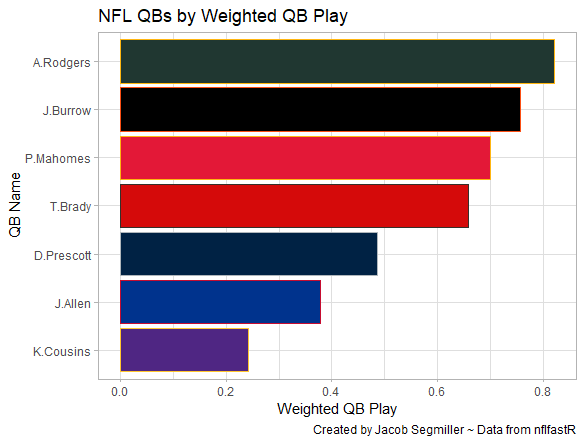 NFL QBs by Weighted QB Play
QB Name
A.Rodgers
J.Burrow
P.Mahomes
T.Brady
D.Prescott
J.Allen
K.Cousins
0.0 0.2 0.4 0.6 0.8
Weighted QB Play
Created by Jacob Segmiller ~ Data from nflfastR